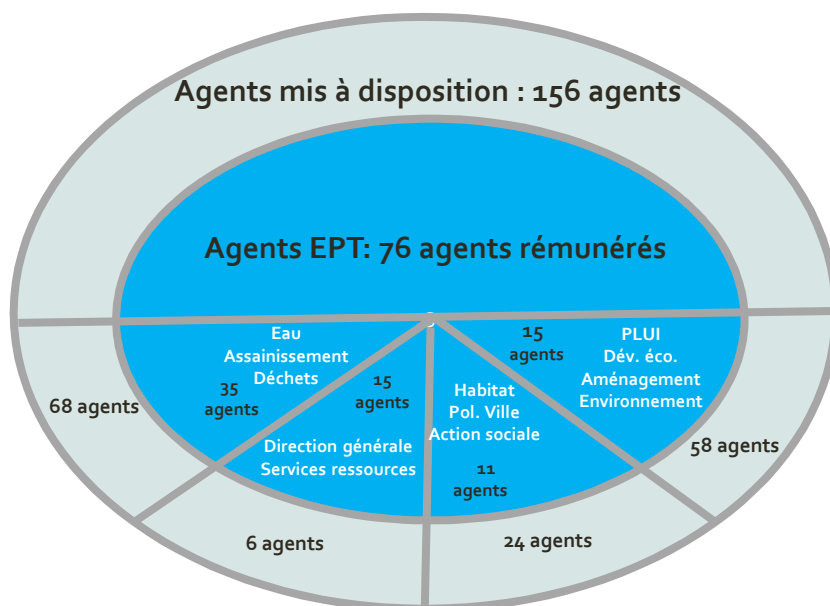 Agents mis à disposition : 156 agents
Agents EPT: 76 agents rémunérés
Eau
Assainissement
Déchets
35
agents
68 agents
15
agents
Direction générale
Services ressources
6 agents
Habitat
Pol. Ville
Action sociale
11
agents
24 agents
15
agents
PLUI
Dév. éco.
Aménagement
Environnement
58 agents